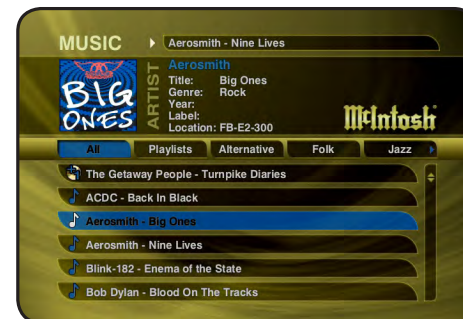 MUSIC
Aerosmith - Nine Lives
BIG
ONES
ARTIST
Aerosmith
Title: Big Ones
Genre: Rock
Year:
Label:
Location: FB-E2-300
McIntosh
All Playlists Alternative Folk Jazz
The Getaway People - Turnpike Diaries
ACDC - Back In Black
Aerosmith - Big Ones
Aerosmith - Nine Lives
Blink-182 - Enema of the State
Bob Dylan - Blood On The Tracks